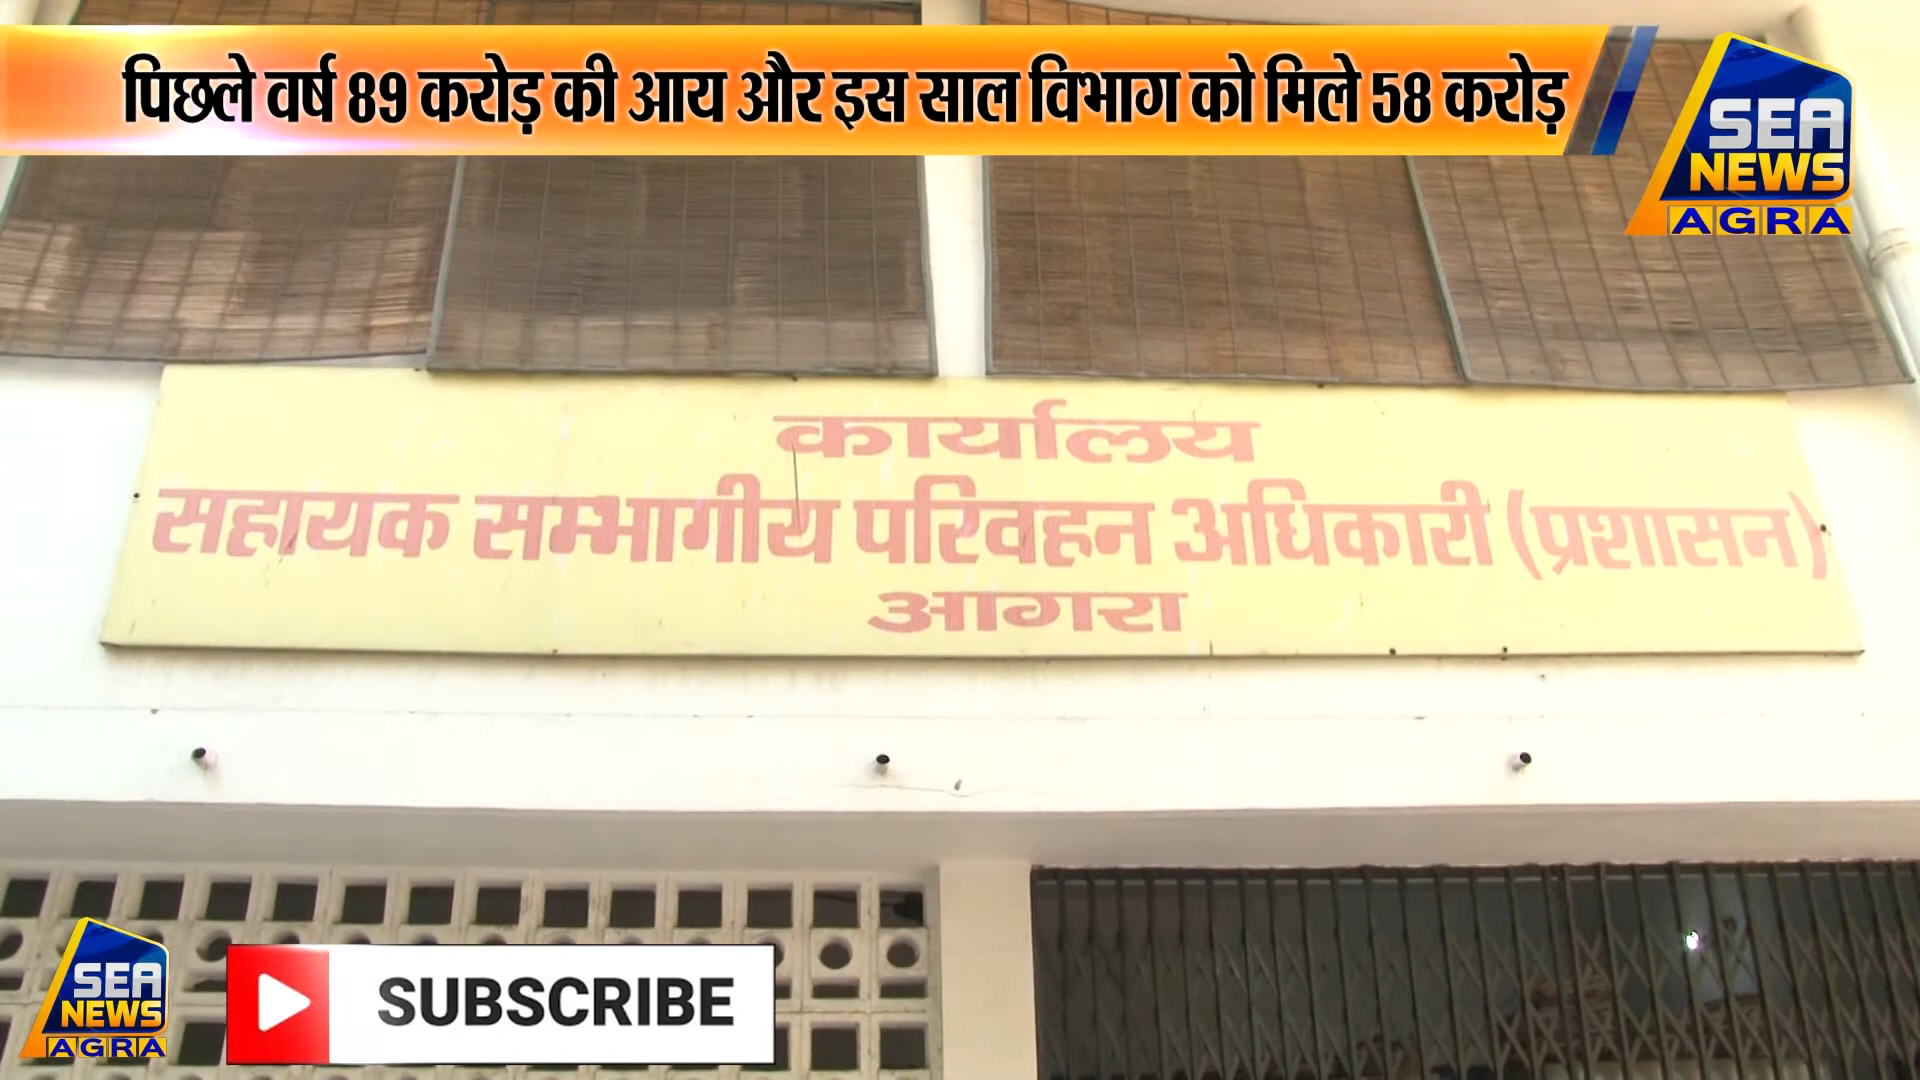 पिछले वर्ष 89 करोड़ की आय और इस साल विभाग को मिले 58 करोड़
SEA
NEWS
AGRA
कार्यालय
सहायक सम्भागीय परिवहन अधिकारी (प्रशासन)
आगरा
SEA
NEWS
AGRA
SUBSCRIBE